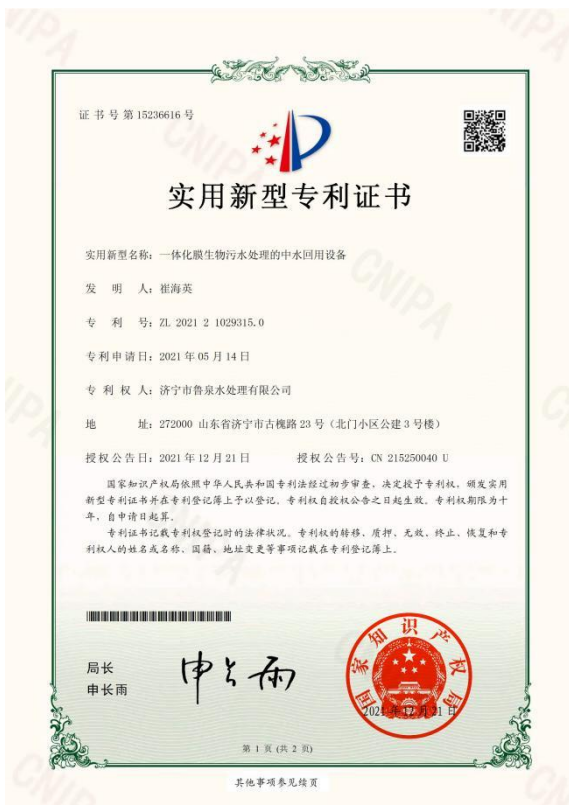 证书号第15236616号
实用新型专利证书
实用新型名称：一体化膜生物污水处理的中水回用设备
发明人：崔海英
专利号：ZL 2021 2 1029315.0
专利申请日：2021年05月14日
专利权人：济宁市鲁泉水处理有限公司
地址：272000 山东省济宁市古槐路23号（北门小区公建3号楼）
授权公告日：2021年12月21日 授权公告号：CN 215250040 U
国家知识产权局依照中华人民共和国专利法经过初步审查，决定授予专利权，颁发实用
新型专利证书并在专利登记簿上予以登记。专利权自授权公告之日起生效。专利权期限为十
年，自申请日起算。
专利证书记载专利权登记时的法律状况。专利权的转移、质押、无效、终止、恢复和专
利权人的姓名或名称、国籍、地址变更等事项记载在专利登记簿上。
局长
申长雨
申长雨
国家知识产权局
2021年12月21日
第 1 页 (共 2 页)
其他事项参见续页
CNIPA
CNIPA
CNIPA
CNIPA